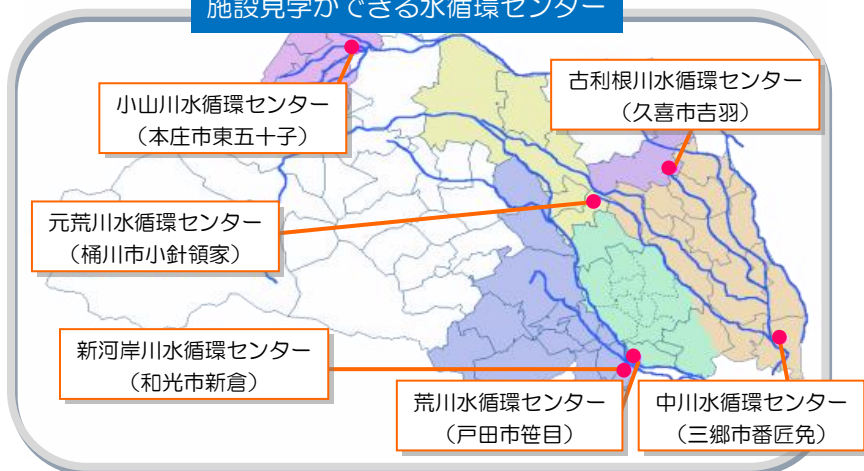 施設見学ができる水循環センター
小山川水循環センター
（本庄市東五十子）
古利根川水循環センター
（久喜市吉羽）
元荒川水循環センター
（桶川市小針領家）
新河岸川水循環センター
（和光市新倉）
荒川水循環センター
（戸田市笹目）
中川水循環センター
（三郷市番匠免）